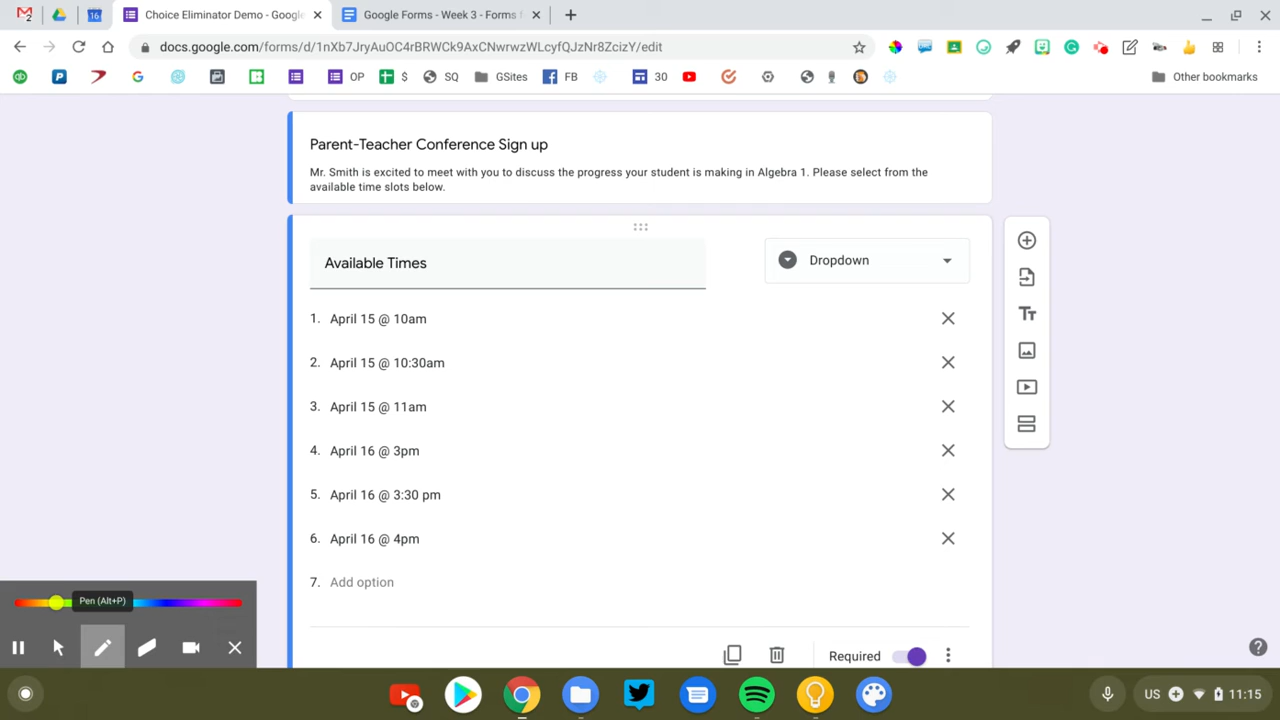 Choice Eliminator Demo - Google
Google Forms - Week 3 - Forms f
docs.google.com/forms/d/1nXb7JryAuOC4rBRWCk9AxCNwrwzWLcyfQJzNr8ZcizY/edit
OP
$
SQ
GSites
FB
30
Other bookmarks
Parent-Teacher Conference Sign up
Mr. Smith is excited to meet with you to discuss the progress your student is making in Algebra 1. Please select from the
available time slots below.
Available Times
Dropdown
1. April 15 @ 10am
2. April 15 @ 10:30am
3. April 15 @ 11am
4. April 16 @ 3pm
5. April 16 @ 3:30 pm
6. April 16 @ 4pm
7. Add option
Pen (Alt+P)
Required
US
11:15